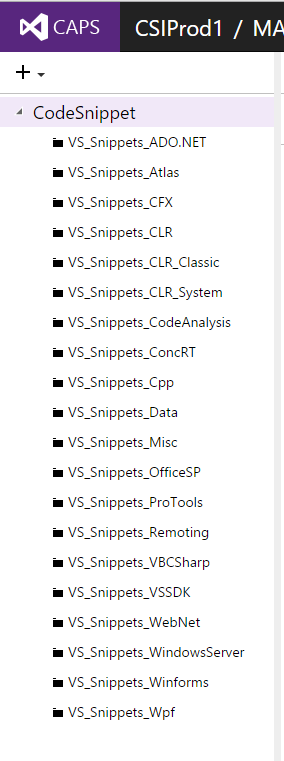 CAPS CSIProd1 / MA
CodeSnippet
VS_Snippets_ADO.NET
VS_Snippets_Atlas
VS_Snippets_CFX
VS_Snippets_CLR
VS_Snippets_CLR_Classic
VS_Snippets_CLR_System
VS_Snippets_CodeAnalysis
VS_Snippets_ConcRT
VS_Snippets_Cpp
VS_Snippets_Data
VS_Snippets_Misc
VS_Snippets_OfficeSP
VS_Snippets_ProTools
VS_Snippets_Remoting
VS_Snippets_VBCSharp
VS_Snippets_VSSDK
VS_Snippets_WebNet
VS_Snippets_WindowsServer
VS_Snippets_Winforms
VS_Snippets_Wpf